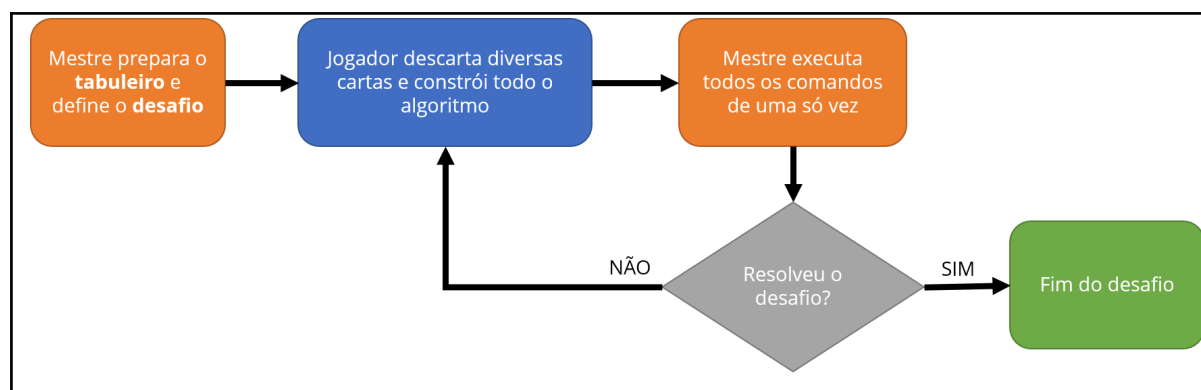 Mestre prepara o
tabuleiro e
define o desafio
Jogador descarta diversas
cartas e constrói todo o
algoritmo
Mestre executa
todos os comandos
de uma só vez
NÃO
Resolveu o
desafio?
SIM
Fim do desafio